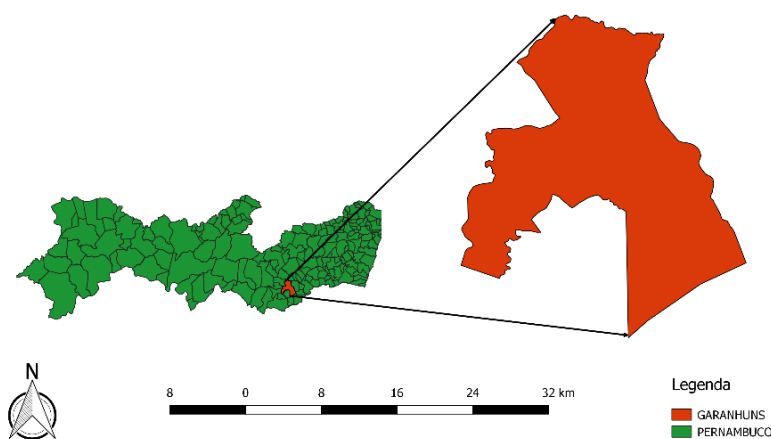 N
8 0 8 16 24 32 km
Legenda
GARANHUNS
PERNAMBUCO